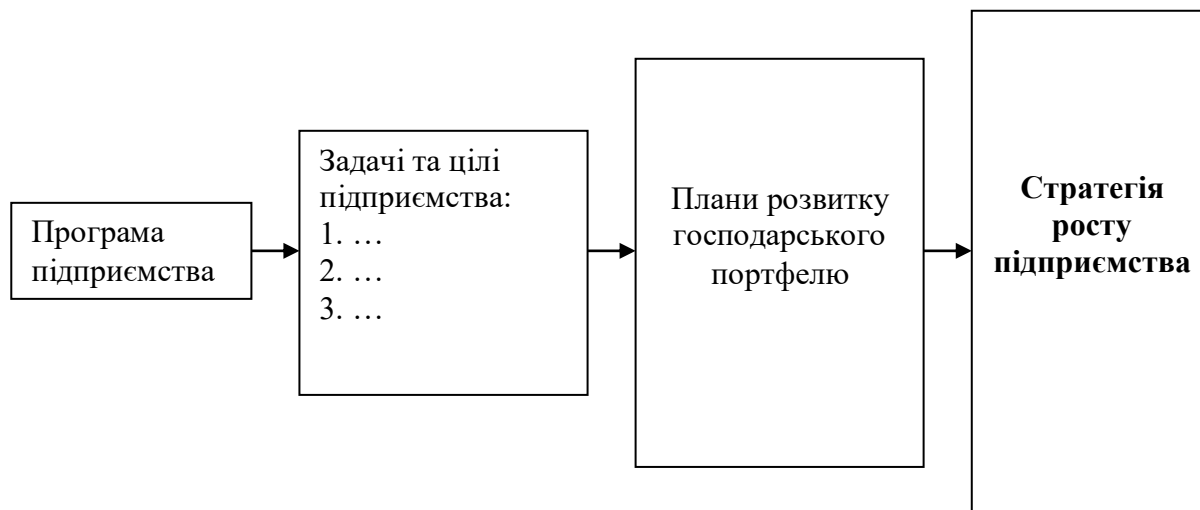 Програма
підприємства
Задачі та цілі
підприємства:
1. …
2. …
3. …
Плани розвитку
господарського
портфелю
Стратегія
росту
підприємства